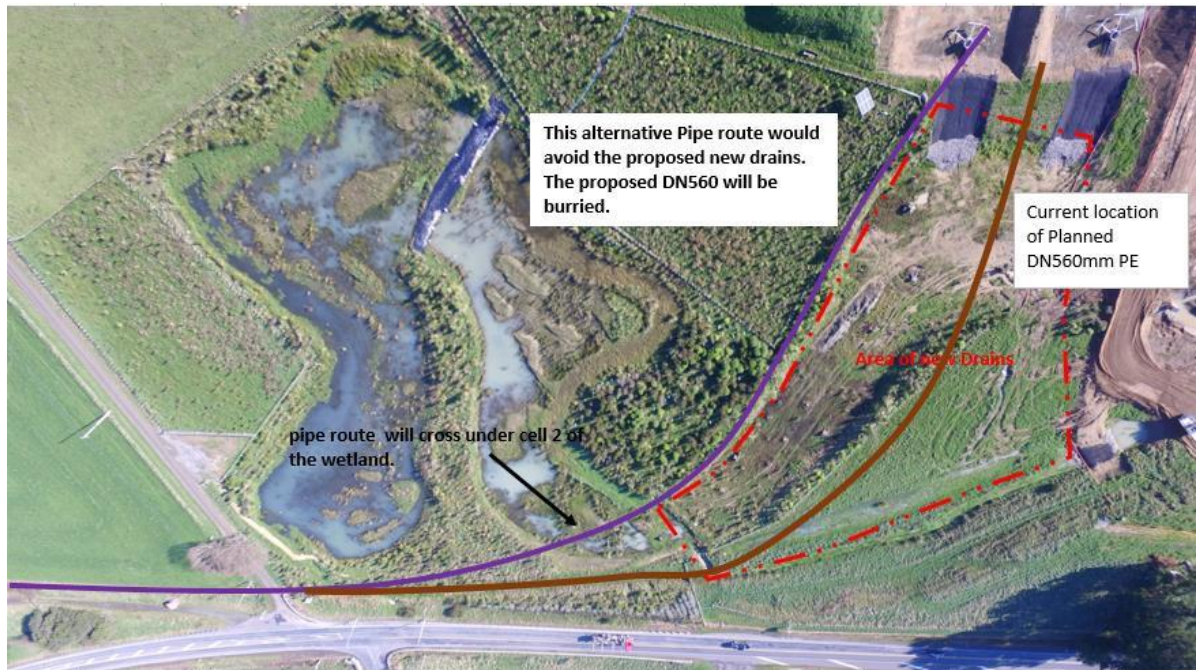 This alternative Pipe route would
avoid the proposed new drains.
The proposed DN560 will be
burried.
Current location
of Planned
DN560mm PE
Area of new Drains
pipe route will cross under cell 2 of
the wetland.